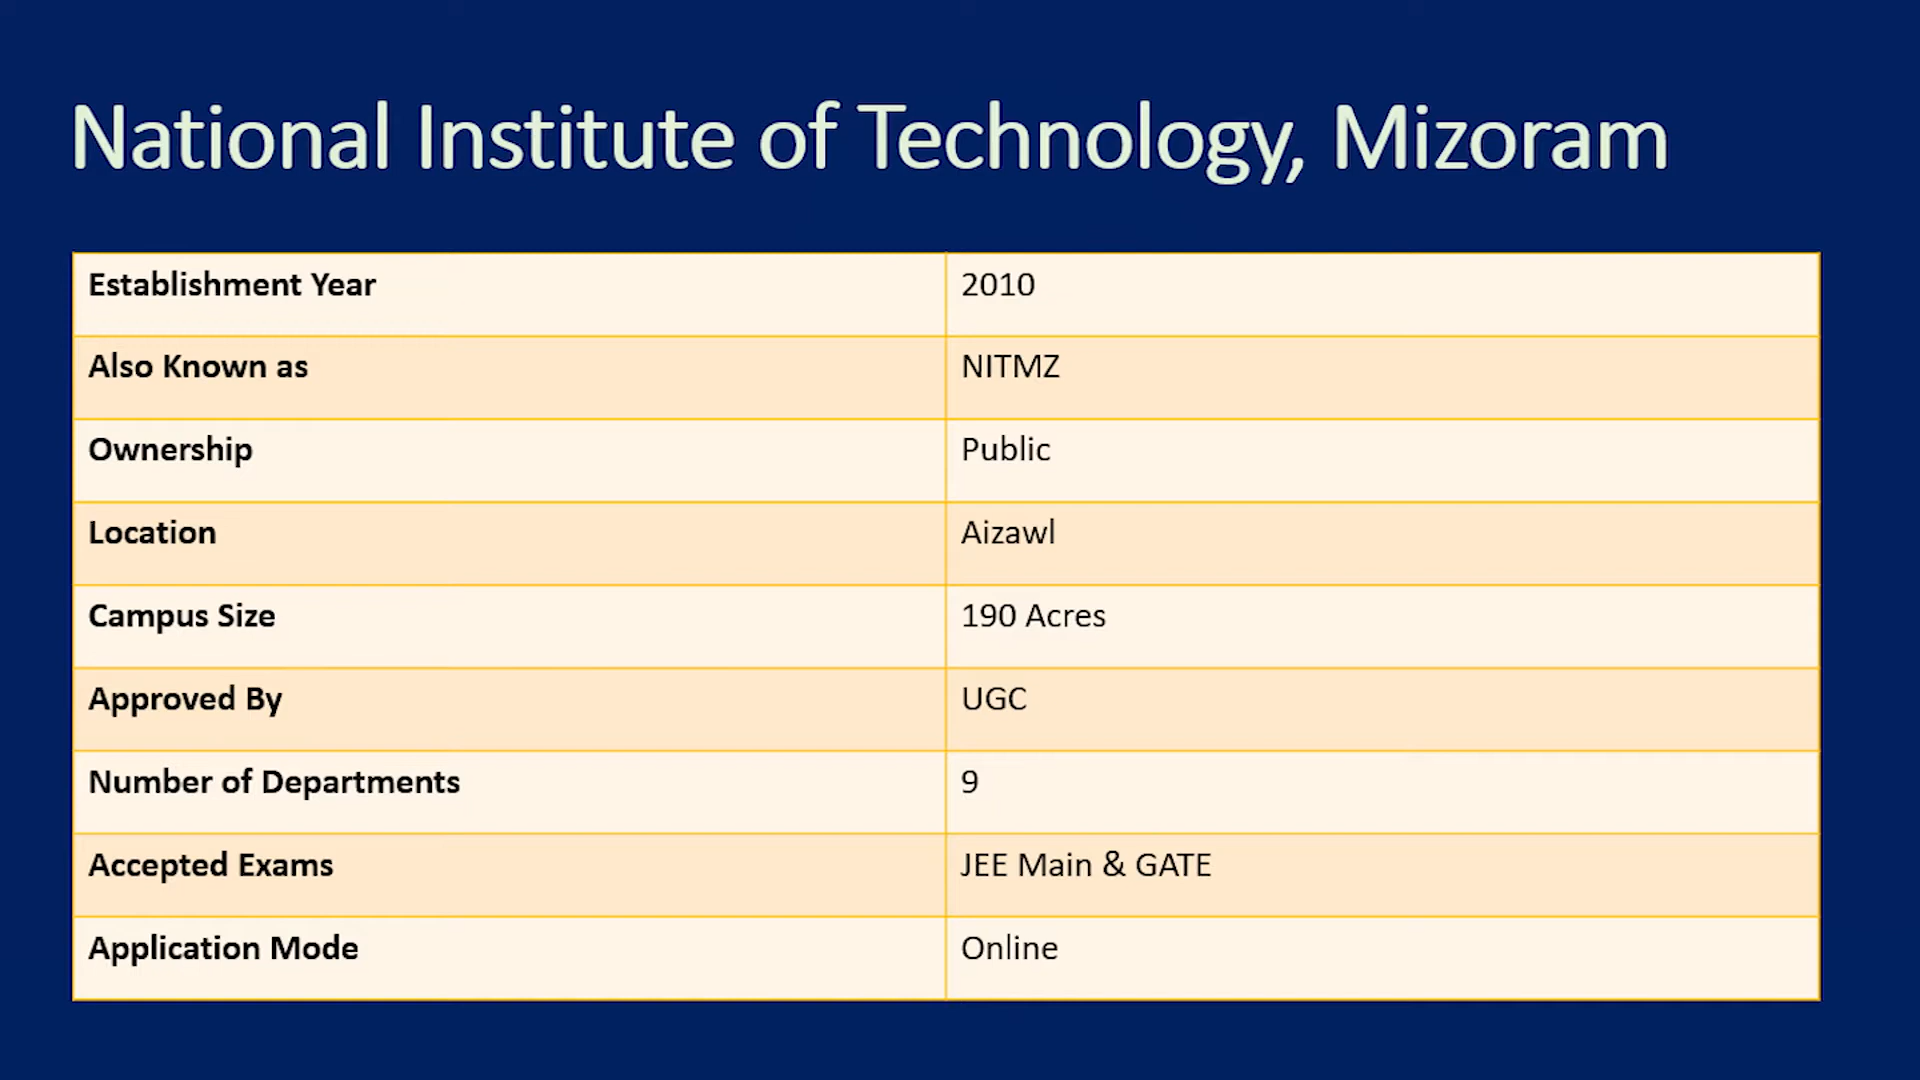 National Institute of Technology, Mizoram
Establishment Year 2010
Also Known as NITMZ
Ownership Public
Location Aizawl
Campus Size 190 Acres
Approved By UGC
Number of Departments 9
Accepted Exams JEE Main & GATE
Application Mode Online